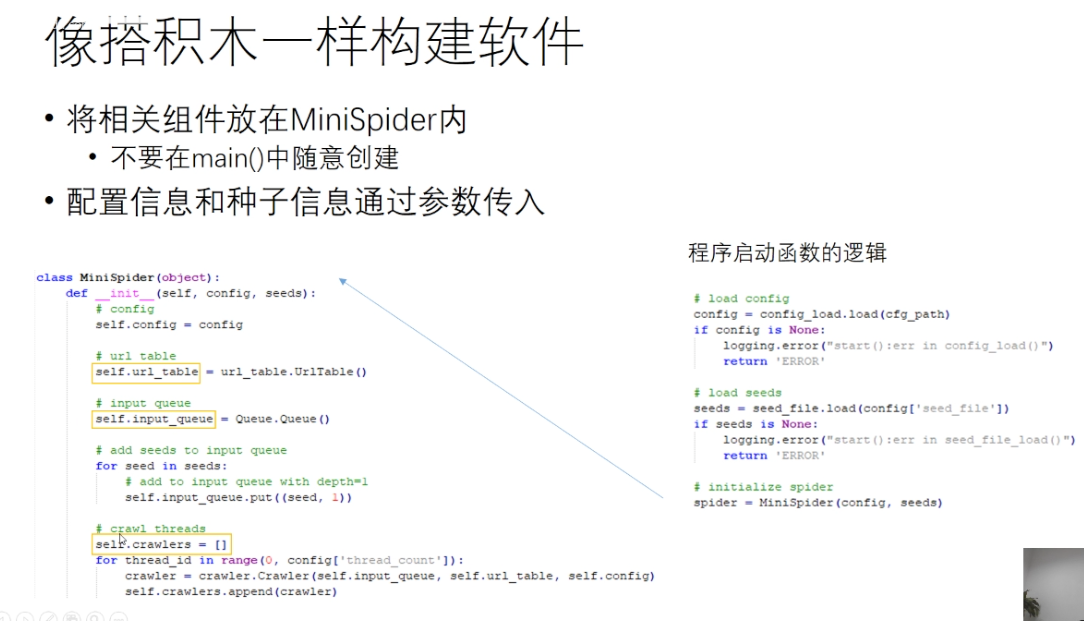 像搭积木一样构建软件
• 将相关组件放在MiniSpider内
• 不要在main()中随意创建
• 配置信息和种子信息通过参数传入
class MiniSpider(object):
def __init__(self, config, seeds):
# config
self.config = config
# url table
self.url_table = url_table.UrlTable()
# input queue
self.input_queue = Queue.Queue()
# add seeds to input queue
for seed in seeds:
# add to input queue with depth=1
self.input_queue.put((seed, 1))
# crawl threads
self.crawlers = []
for thread_id in range(0, config['thread_count']):
crawler = crawler.Crawler(self.input_queue, self.url_table, self.config)
self.crawlers.append(crawler)
程序启动函数的逻辑
# load config
config = config_load.load(cfg_path)
if config is None:
logging.error("start():err in config_load()")
return 'ERROR'
# load seeds
seeds = seed_file.load(config['seed_file'])
if seeds is None:
logging.error("start():err in seed_file_load()")
return 'ERROR'
# initialize spider
spider = MiniSpider(config, seeds)